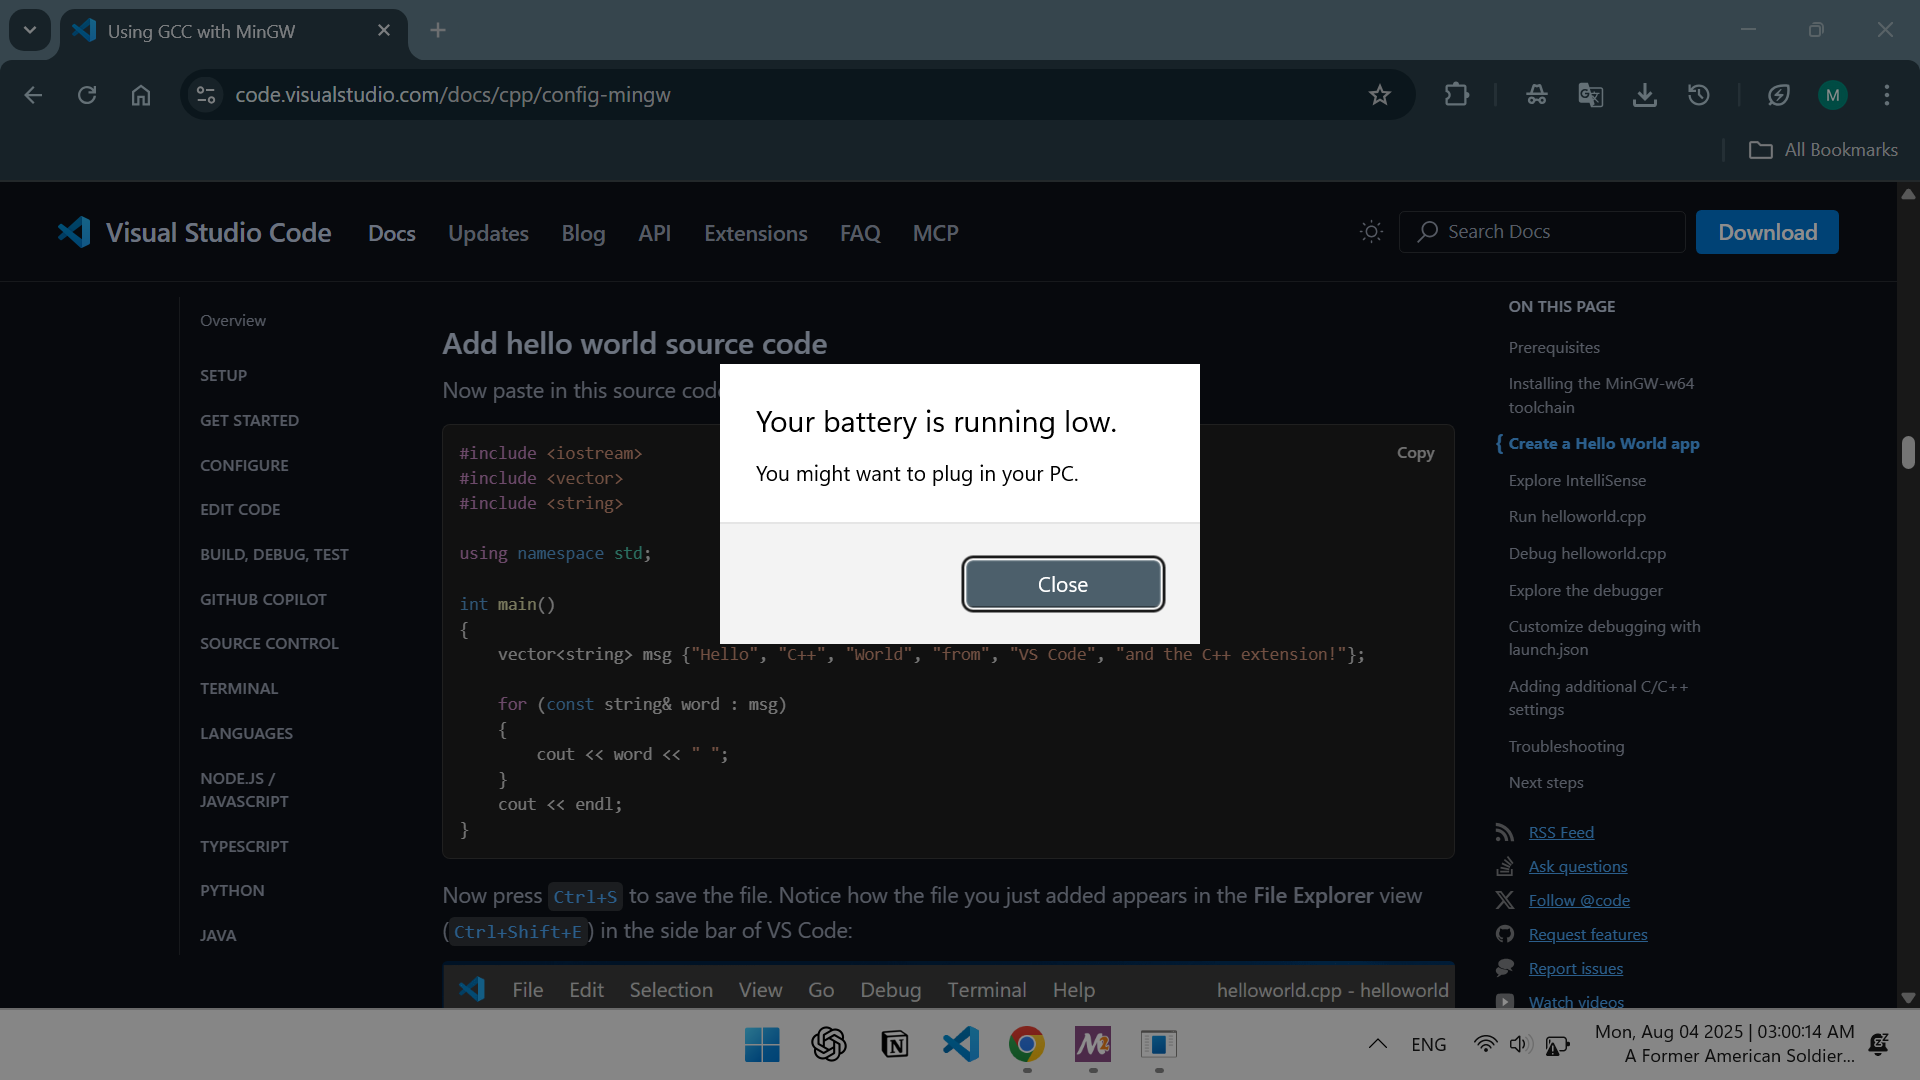 Using GCC with MinGW
code.visualstudio.com/docs/cpp/config-mingw
M
All Bookmarks
Visual Studio Code
Docs
Updates
Blog
API
Extensions
FAQ
MCP
Search Docs
Download
Overview
SETUP
GET STARTED
CONFIGURE
EDIT CODE
BUILD, DEBUG, TEST
GITHUB COPILOT
SOURCE CONTROL
TERMINAL
LANGUAGES
NODE.JS /
JAVASCRIPT
TYPESCRIPT
PYTHON
JAVA
Add hello world source code
Now paste in this source cod
Copy
#include <iostream>
#include <vector>
#include <string>
using namespace std;
int main()
{
    vector<string> msg {"Hello", "C++", "World", "from", "VS Code", "and the C++ extension!"};
    for (const string& word : msg)
    {
        cout << word << " ";
    }
    cout << endl;
}
Now press Ctrl+S to save the file. Notice how the file you just added appears in the File Explorer view
(Ctrl+Shift+E) in the side bar of VS Code:
File Edit Selection View Go Debug Terminal Help helloworld.cpp - helloworld
Your battery is running low.
You might want to plug in your PC.
Close
ON THIS PAGE
Prerequisites
Installing the MinGW-w64
toolchain
{ Create a Hello World app
Explore IntelliSense
Run helloworld.cpp
Debug helloworld.cpp
Explore the debugger
Customize debugging with
launch.json
Adding additional C/C++
settings
Troubleshooting
Next steps
RSS Feed
Ask questions
Follow @code
Request features
Report issues
Watch videos
ENG
Mon, Aug 04 2025 | 03:00:14 AM
A Former American Soldier...